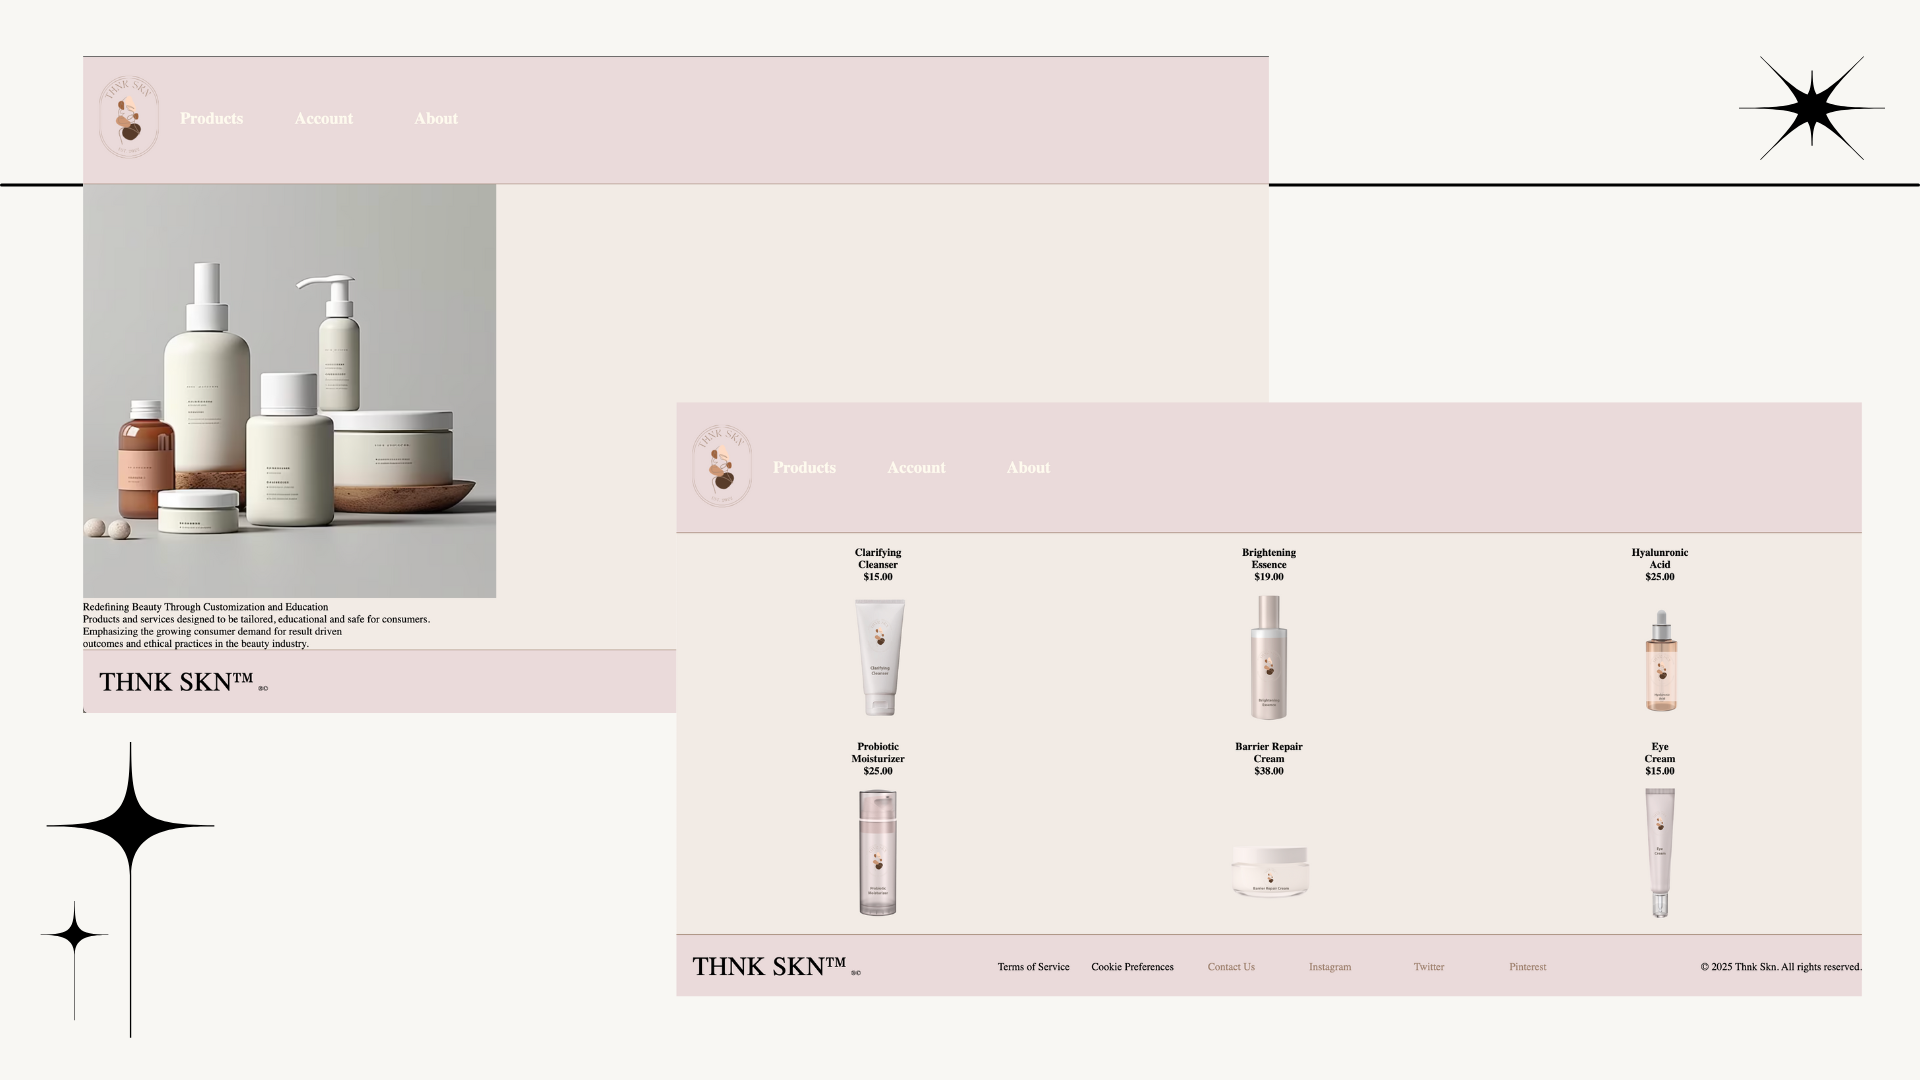 THNK SKN
Products
Account
About
Redefining Beauty Through Customization and Education
Products and services designed to be tailored, educational and safe for consumers.
Emphasizing the growing consumer demand for result driven
outcomes and ethical practices in the beauty industry.
THNK SKN™ ®©
THNK SKN
Products
Account
About
Clarifying
Cleanser
$15.00
Clarifying
Cleanser
Brightening
Essence
$19.00
Brightening
Essence
Hyalunronic
Acid
$25.00
Probiotic
Moisturizer
$25.00
Probiotic
Moisturizer
Barrier Repair
Cream
$38.00
Barrier Repair Cream
Eye
Cream
$15.00
Eye
Cream
THNK SKN™ ®©
Terms of Service
Cookie Preferences
Contact Us
Instagram
Twitter
Pinterest
© 2025 Thnk Skn. All rights reserved.